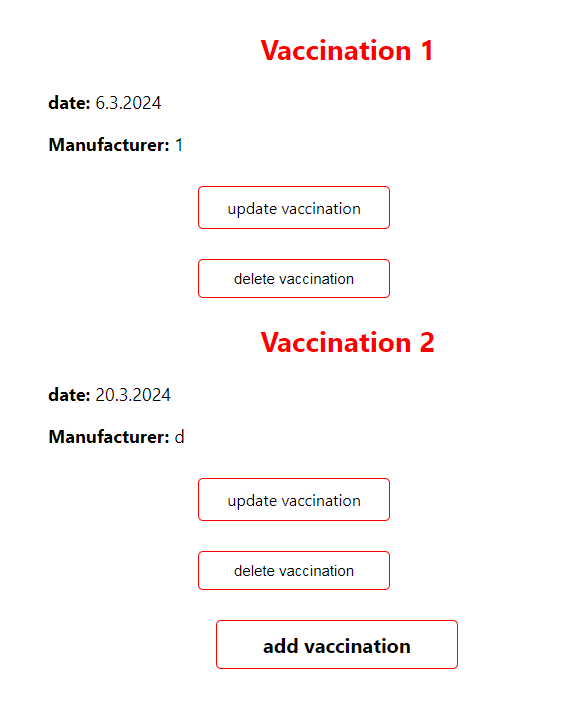 Vaccination 1
date: 6.3.2024
Manufacturer: 1
update vaccination
delete vaccination
Vaccination 2
date: 20.3.2024
Manufacturer: d
update vaccination
delete vaccination
add vaccination